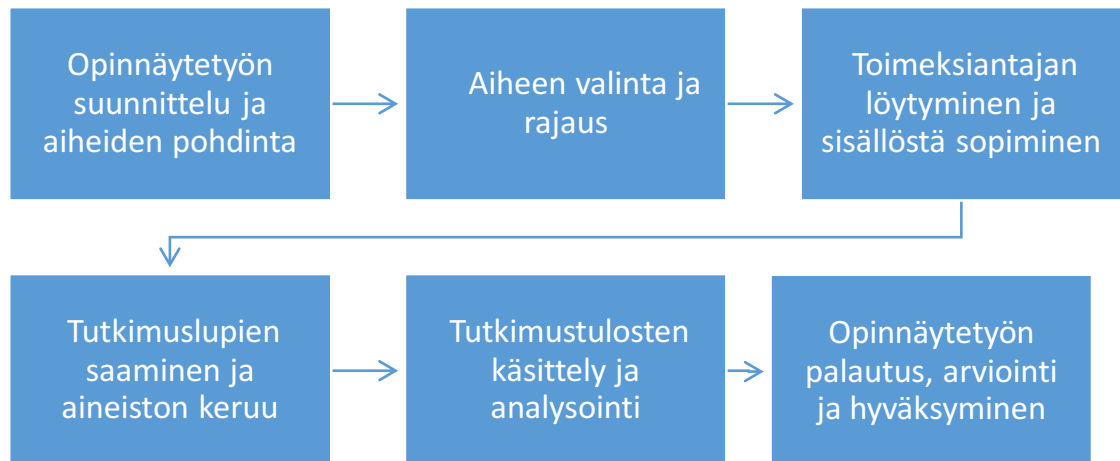 Opinnäytetyön
suunnittelu ja
aiheiden pohdinta
Aiheen valinta ja
rajaus
Toimeksiantajan
löytyminen ja
sisällöstä sopiminen
Tutkimuslupien
saaminen ja
aineiston keruu
Tutkimustulosten
käsittely ja
analysointi
Opinnäytetyön
palautus, arviointi
ja hyväksyminen